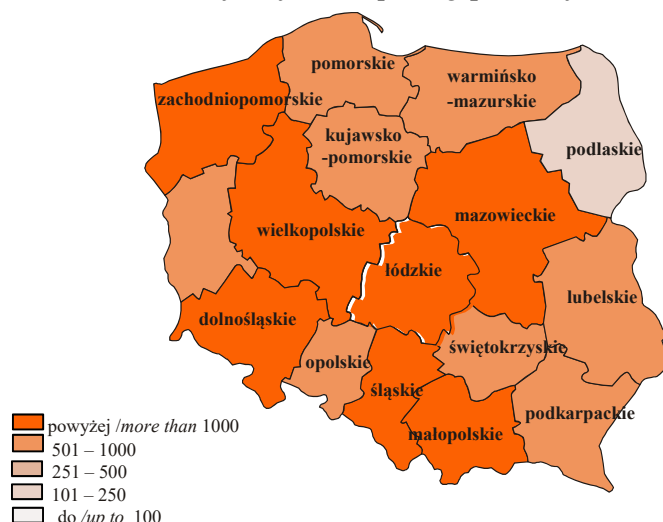 pomorskie
warmińsko
-mazurskie
zachodniopomorskie
kujawsko
-pomorskie
podlaskie
mazowieckie
wielkopolskie
łódzkie
lubelskie
dolnośląskie
świętokrzyskie
opolskie
śląskie
podkarpackie
małopolskie
powyżej /more than 1000
501 – 1000
251 – 500
101 – 250
do /up to 100